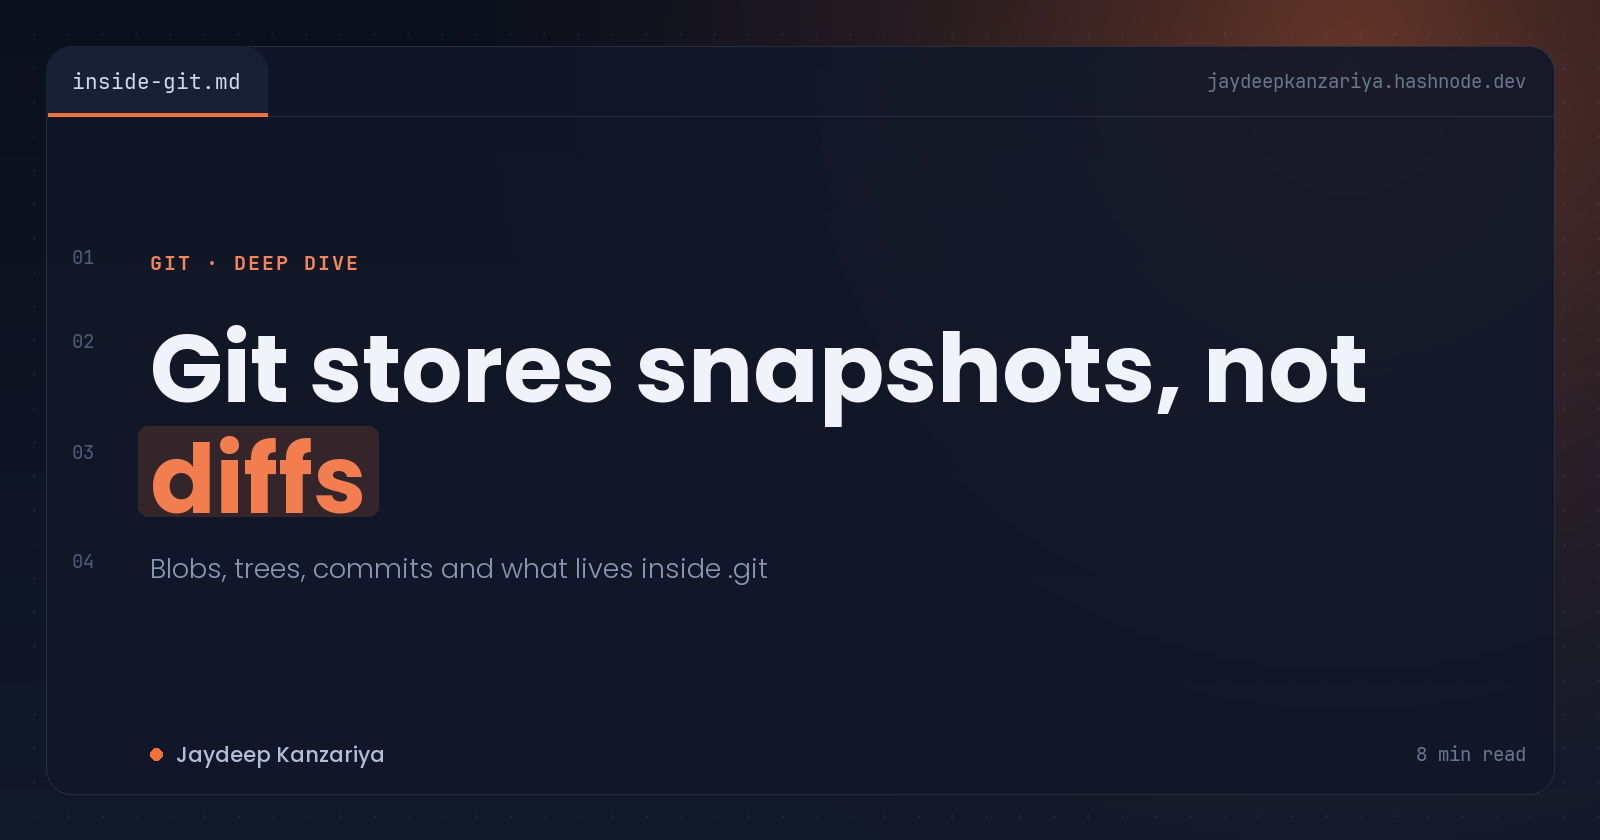 inside-git.md
jaydeepkanzariya.hashnode.dev
01
GIT · DEEP DIVE
02
Git stores snapshots, not
03
diffs
04
Blobs, trees, commits and what lives inside .git
Jaydeep Kanzariya
8 min read